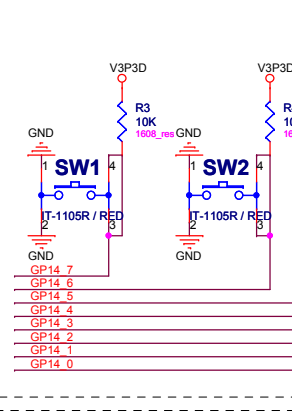 V3P3D
V3P3D
R3
10K
1608_res
GND
GND
1
4
1
4
SW1
SW2
IT-1105R / RED
IT-1105R / RED
2
3
2
3
GND
GND
GP14_7
GP14_6
GP14_5
GP14_4
GP14_3
GP14_2
GP14_1
GP14_0